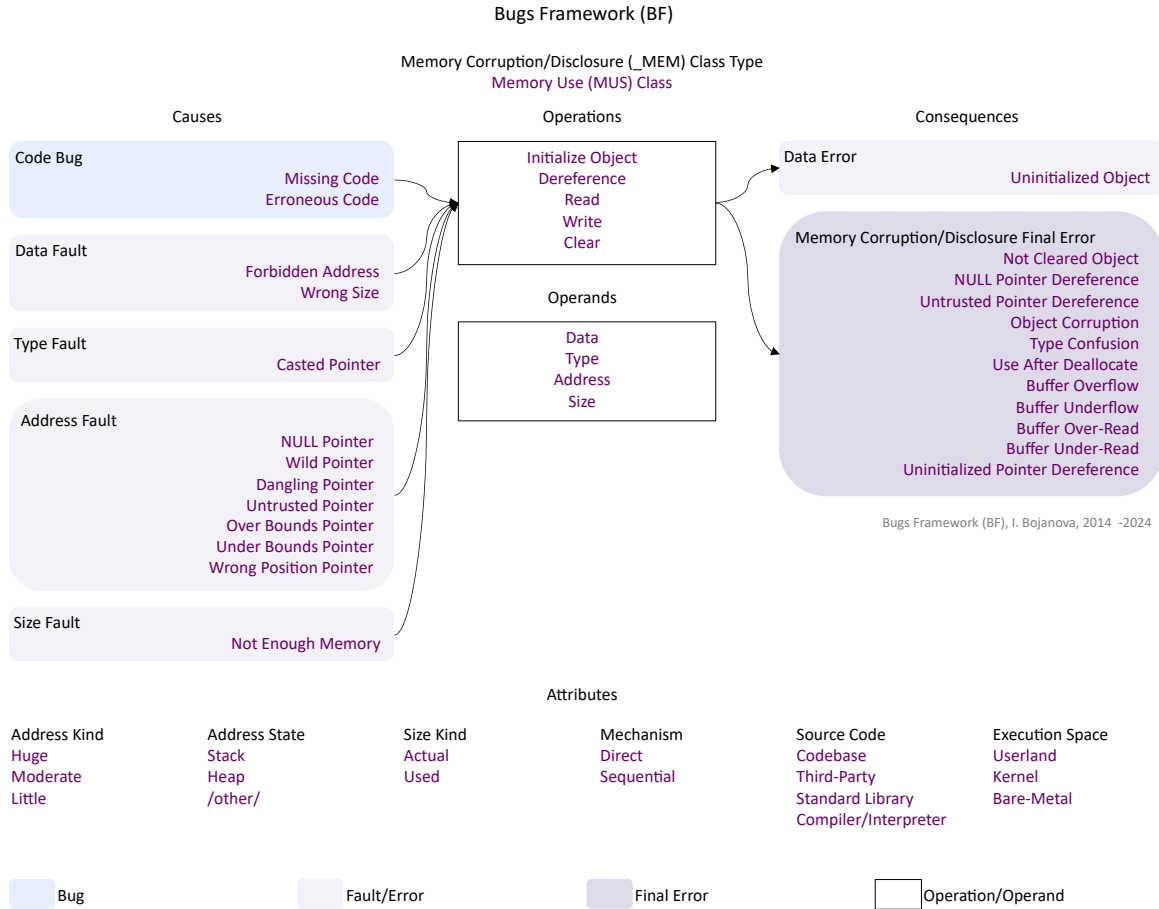 Bugs Framework (BF)
Memory Corruption/Disclosure (_MEM) Class Type
Memory Use (MUS) Class
Causes
Operations
Consequences
Code Bug
Missing Code
Erroneous Code
Data Fault
Forbidden Address
Wrong Size
Type Fault
Casted Pointer
Address Fault
NULL Pointer
Wild Pointer
Dangling Pointer
Untrusted Pointer
Over Bounds Pointer
Under Bounds Pointer
Wrong Position Pointer
Size Fault
Not Enough Memory
Initialize Object
Dereference
Read
Write
Clear
Operands
Data
Type
Address
Size
Data Error
Uninitialized Object
Memory Corruption/Disclosure Final Error
Not Cleared Object
NULL Pointer Dereference
Untrusted Pointer Dereference
Object Corruption
Type Confusion
Use After Deallocate
Buffer Overflow
Buffer Underflow
Buffer Over-Read
Buffer Under-Read
Uninitialized Pointer Dereference
Bugs Framework (BF), I. Bojanova, 2014 -2024
Attributes
Address Kind
Huge
Moderate
Little
Address State
Stack
Heap
/other/
Size Kind
Actual
Used
Mechanism
Direct
Sequential
Source Code
Codebase
Third-Party
Standard Library
Compiler/Interpreter
Execution Space
Userland
Kernel
Bare-Metal
Bug
Fault/Error
Final Error
Operation/Operand